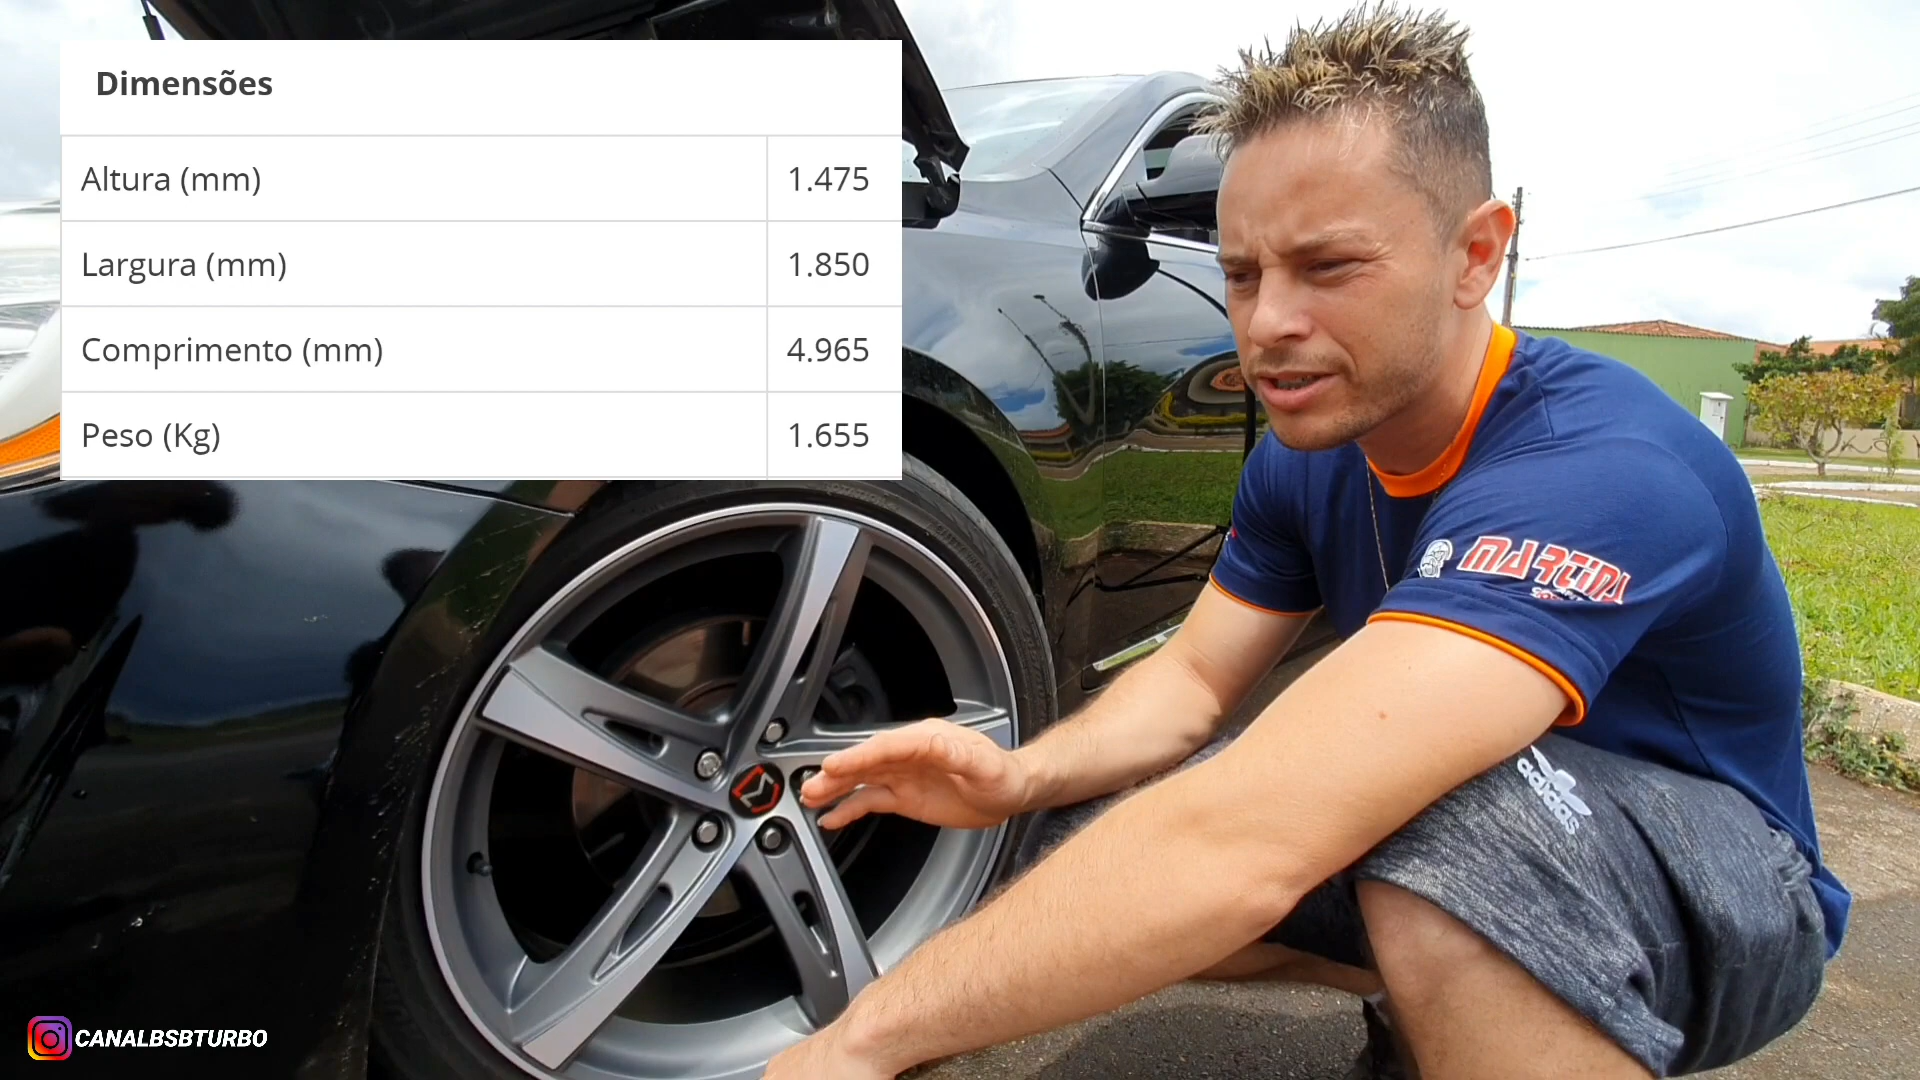 Dimensões
Altura (mm) 1.475
Largura (mm) 1.850
Comprimento (mm) 4.965
Peso (Kg) 1.655
MARTINI
adidas
CANALBSBTURBO